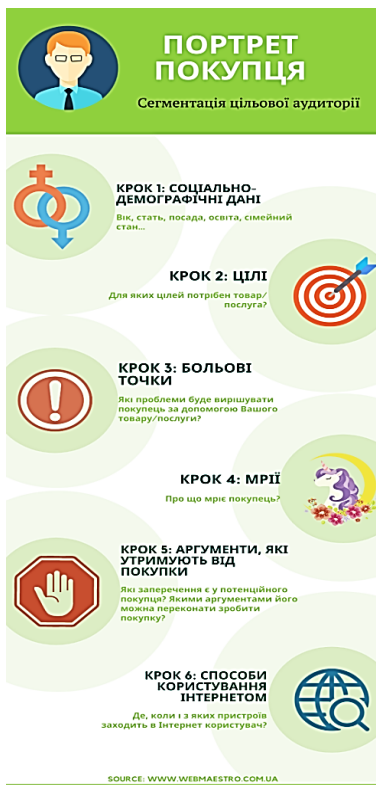 ПОРТРЕТ
ПОКУПЦЯ
Сегментація цільової аудиторії
КРОК 1: СОЦІАЛЬНО-
ДЕМОГРАФІЧНІ ДАНІ
Вік, стать, посада, освіта, сімейний
стан...
КРОК 2: ЦІЛІ
Для яких цілей потрібен товар/
послуга?
КРОК 3: БОЛЬОВІ
ТОЧКИ
Які проблеми буде вирішувати
покупець за допомогою Вашого
товару/послуги?
КРОК 4: МРІЇ
Про що мріє покупець?
КРОК 5: АРГУМЕНТИ, ЯКІ
УТРИМУЮТЬ ВІД
ПОКУПКИ
Які заперечення є у потенційного
покупця? Якими аргументами його
можна переконати зробити
покупку?
КРОК 6: СПОСОБИ
КОРИСТУВАННЯ
ІНТЕРНЕТОМ
Де, коли і з яких пристроїв
заходить в Інтернет користувач?
SOURCE: WWW.WEBMAESTRO.COM.UA